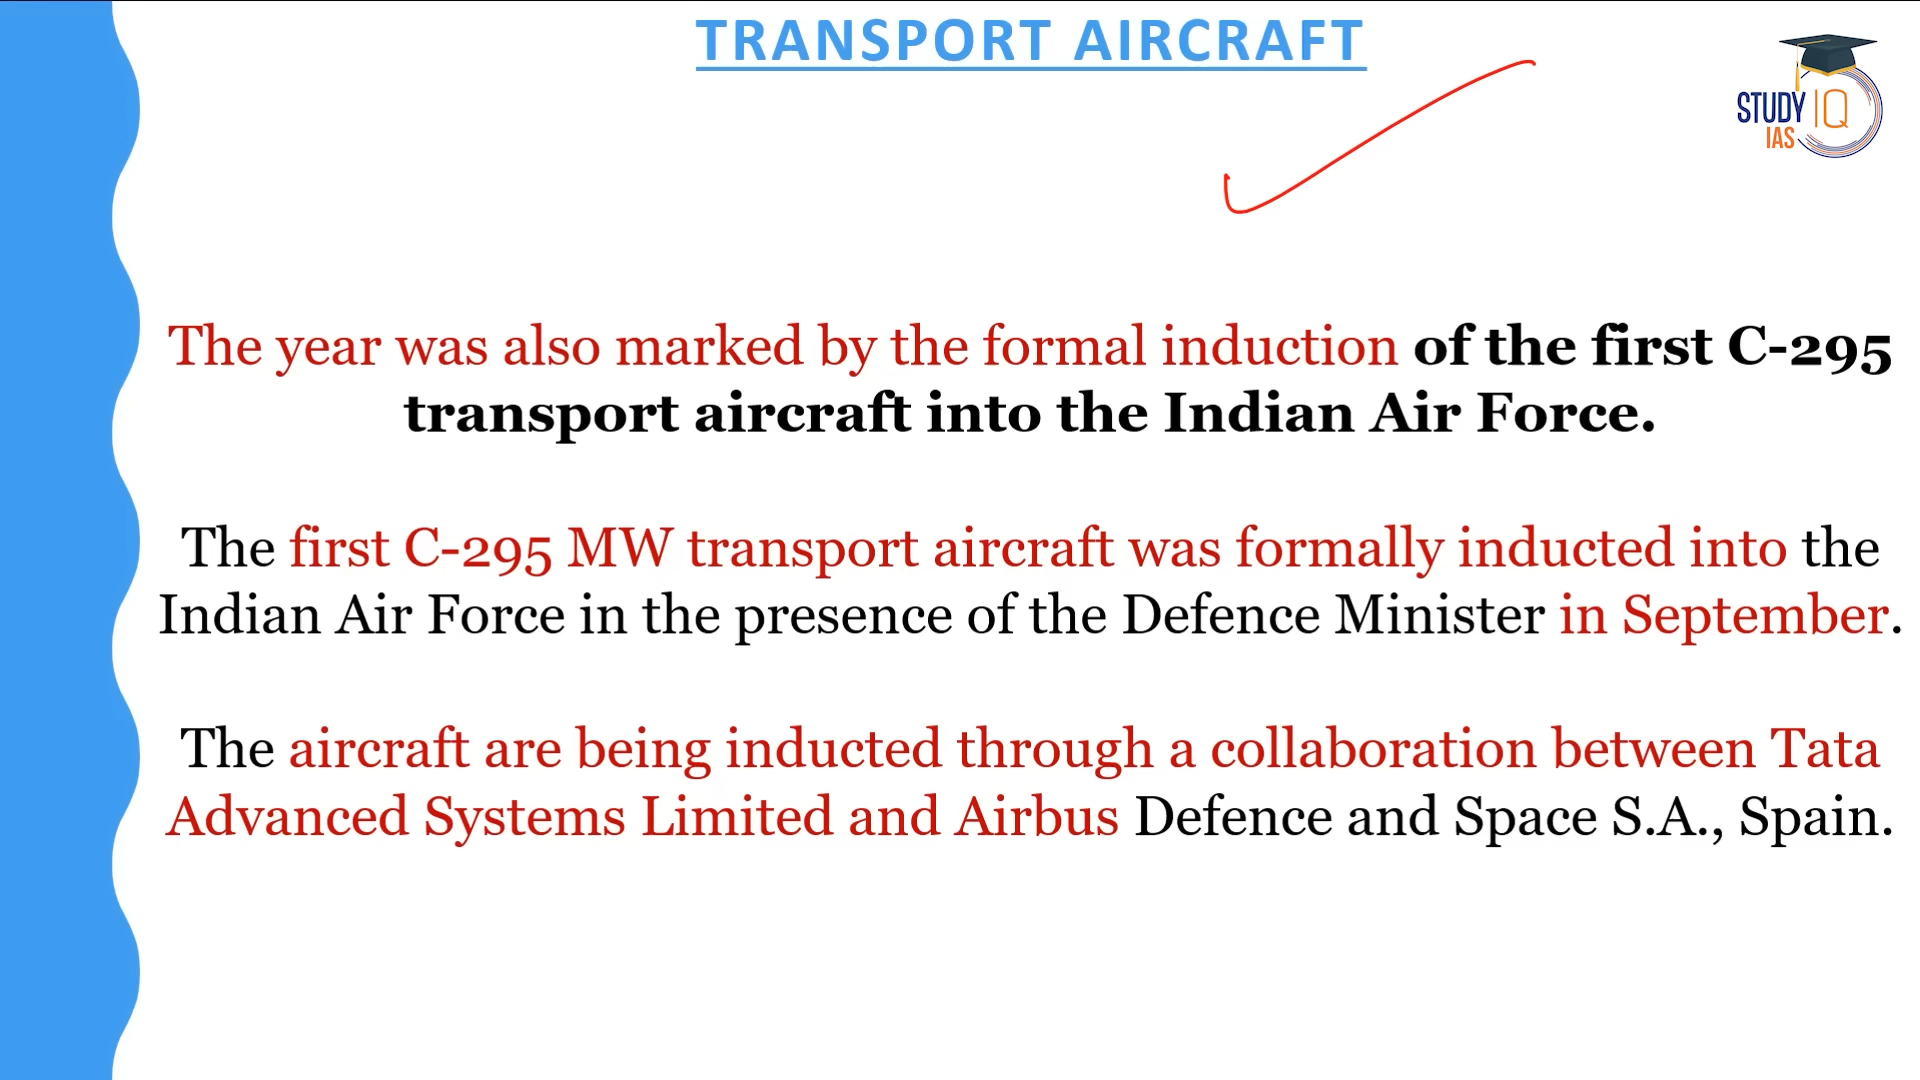 TRANSPORT AIRCRAFT
STUDY IQ
IAS
The year was also marked by the formal induction of the first C-295
transport aircraft into the Indian Air Force.
The first C-295 MW transport aircraft was formally inducted into the
Indian Air Force in the presence of the Defence Minister in September.
The aircraft are being inducted through a collaboration between Tata
Advanced Systems Limited and Airbus Defence and Space S.A., Spain.